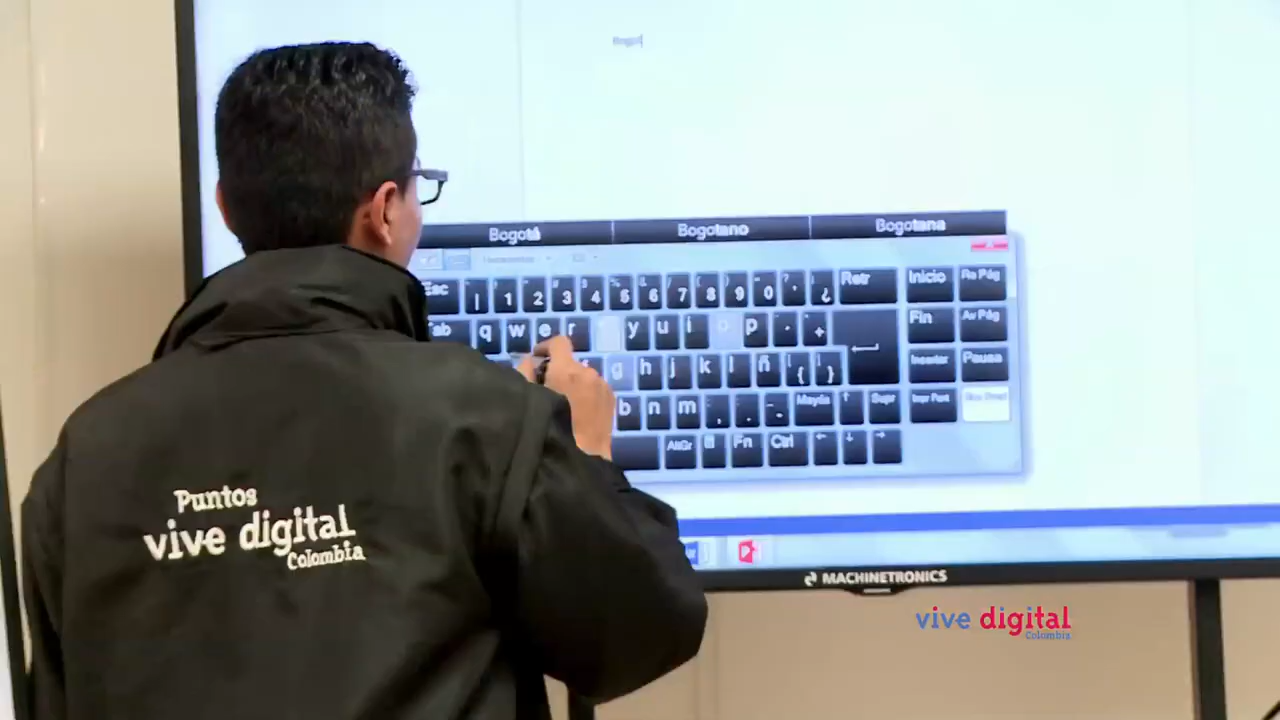 Bogotá Bogotano Bogotana
Esc | 1 2 3 4 5 6 7 8 9 0 ' ¿ Retr Inicio Re Pág
Tab q w e r y u i o p + Fin Av Pág
g h j k l ñ { } Insertar Pausa
b n m , . - Mayús ↑ Supr Impr Pant
AltGr Fn Ctrl ← ↓ →
Puntos
vive digital
Colombia
MACHINETRONICS
vive digital
Colombia